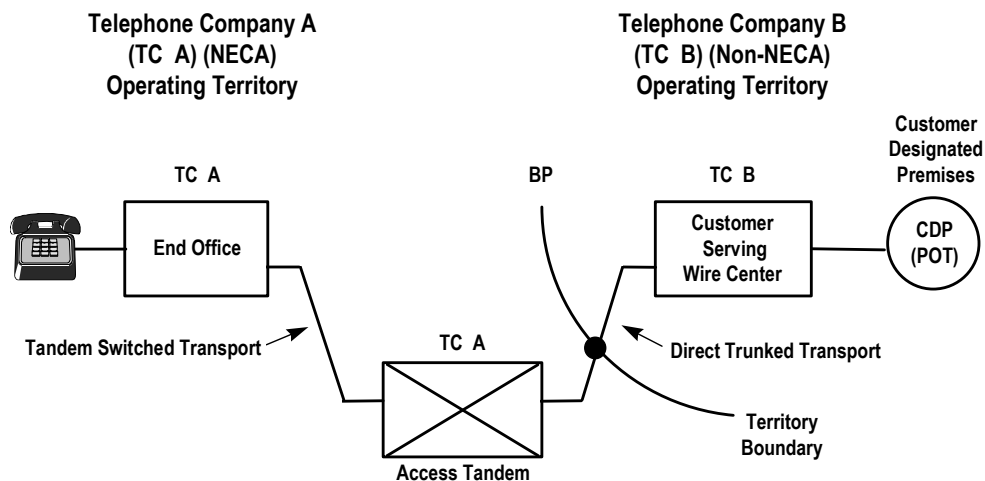 Telephone Company A
(TC A) (NECA)
Operating Territory
Telephone Company B
(TC B) (Non-NECA)
Operating Territory
Customer
Designated
Premises
TC A
BP
TC B
End Office
Customer
Serving
Wire Center
CDP
(POT)
Tandem Switched Transport
TC A
Direct Trunked Transport
Territory
Boundary
Access Tandem